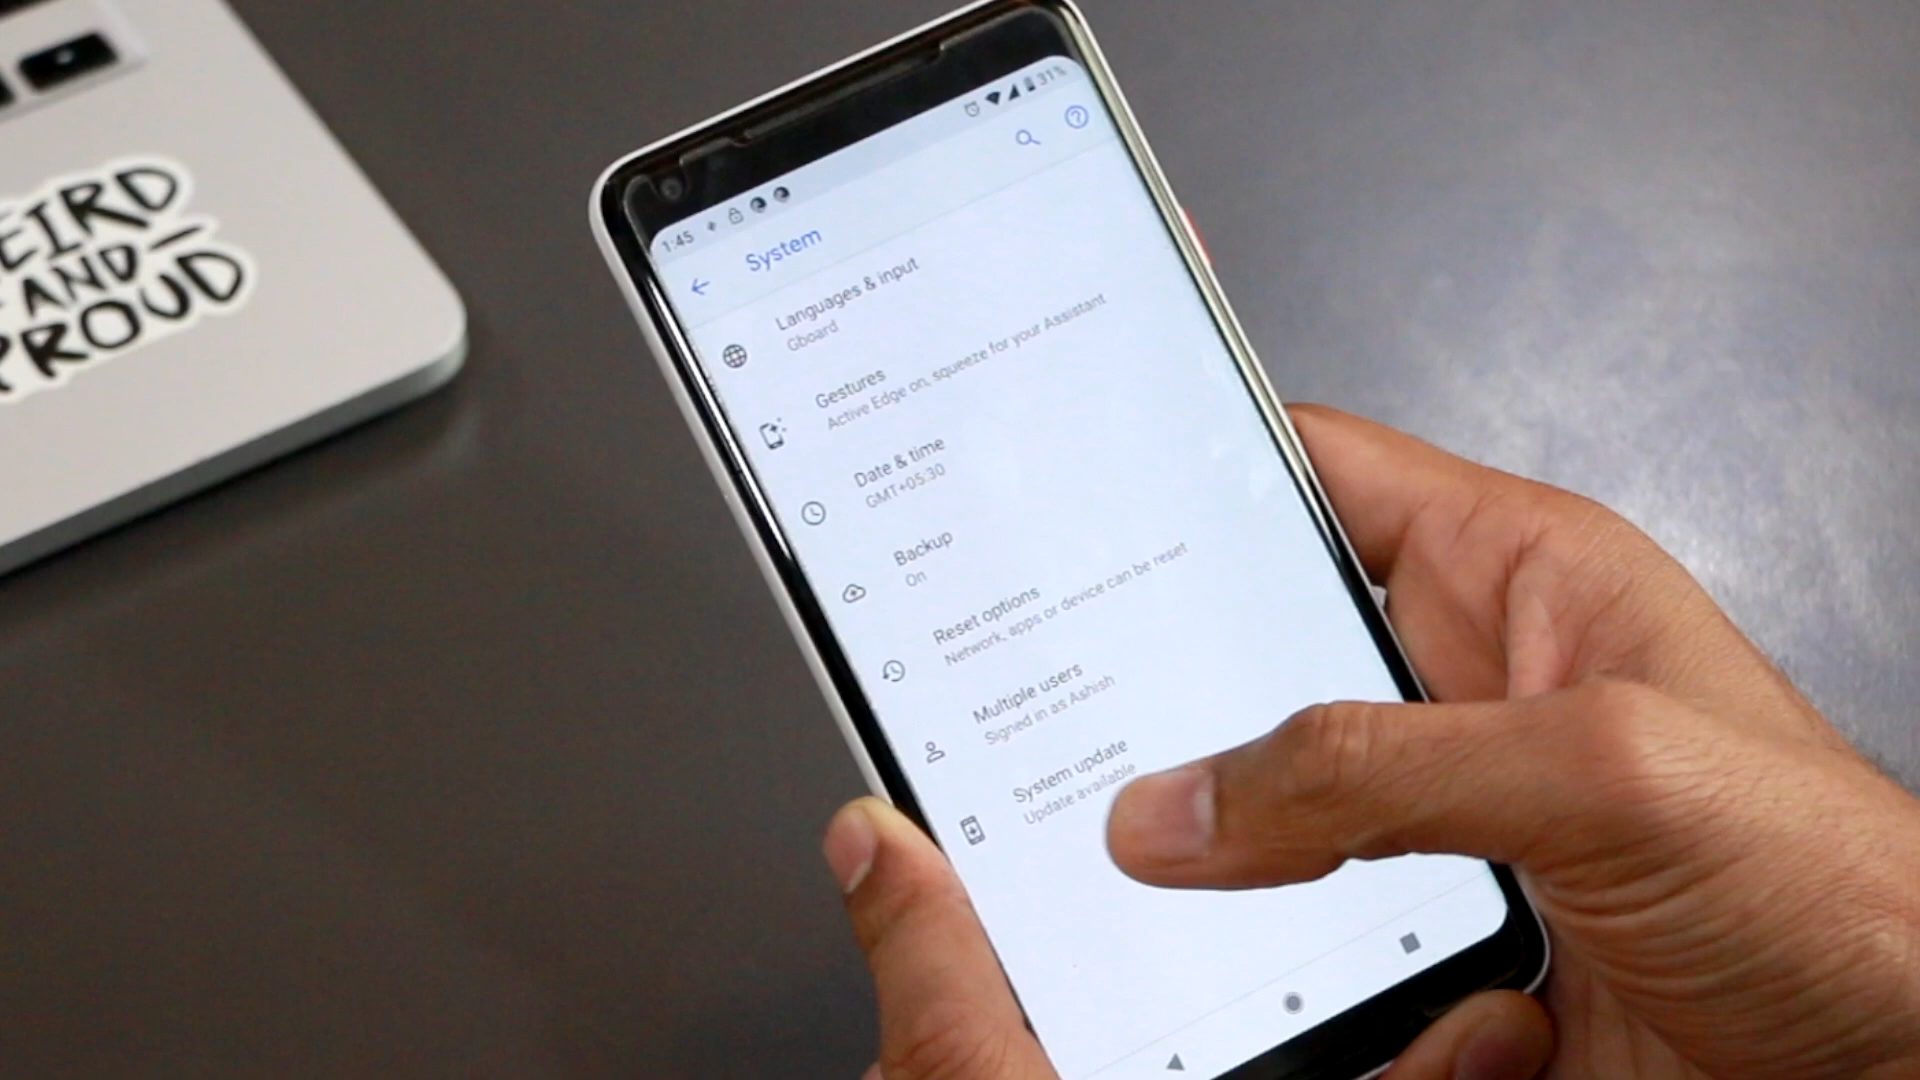 EIRD
AND
PROUD
1:45
31%
System
Languages & input
Gboard
Gestures
Active Edge on, squeeze for your Assistant
Date & time
GMT+05:30
Backup
On
Reset options
Network, apps or device can be reset
Multiple users
Signed in as Ashish
System update
Update available